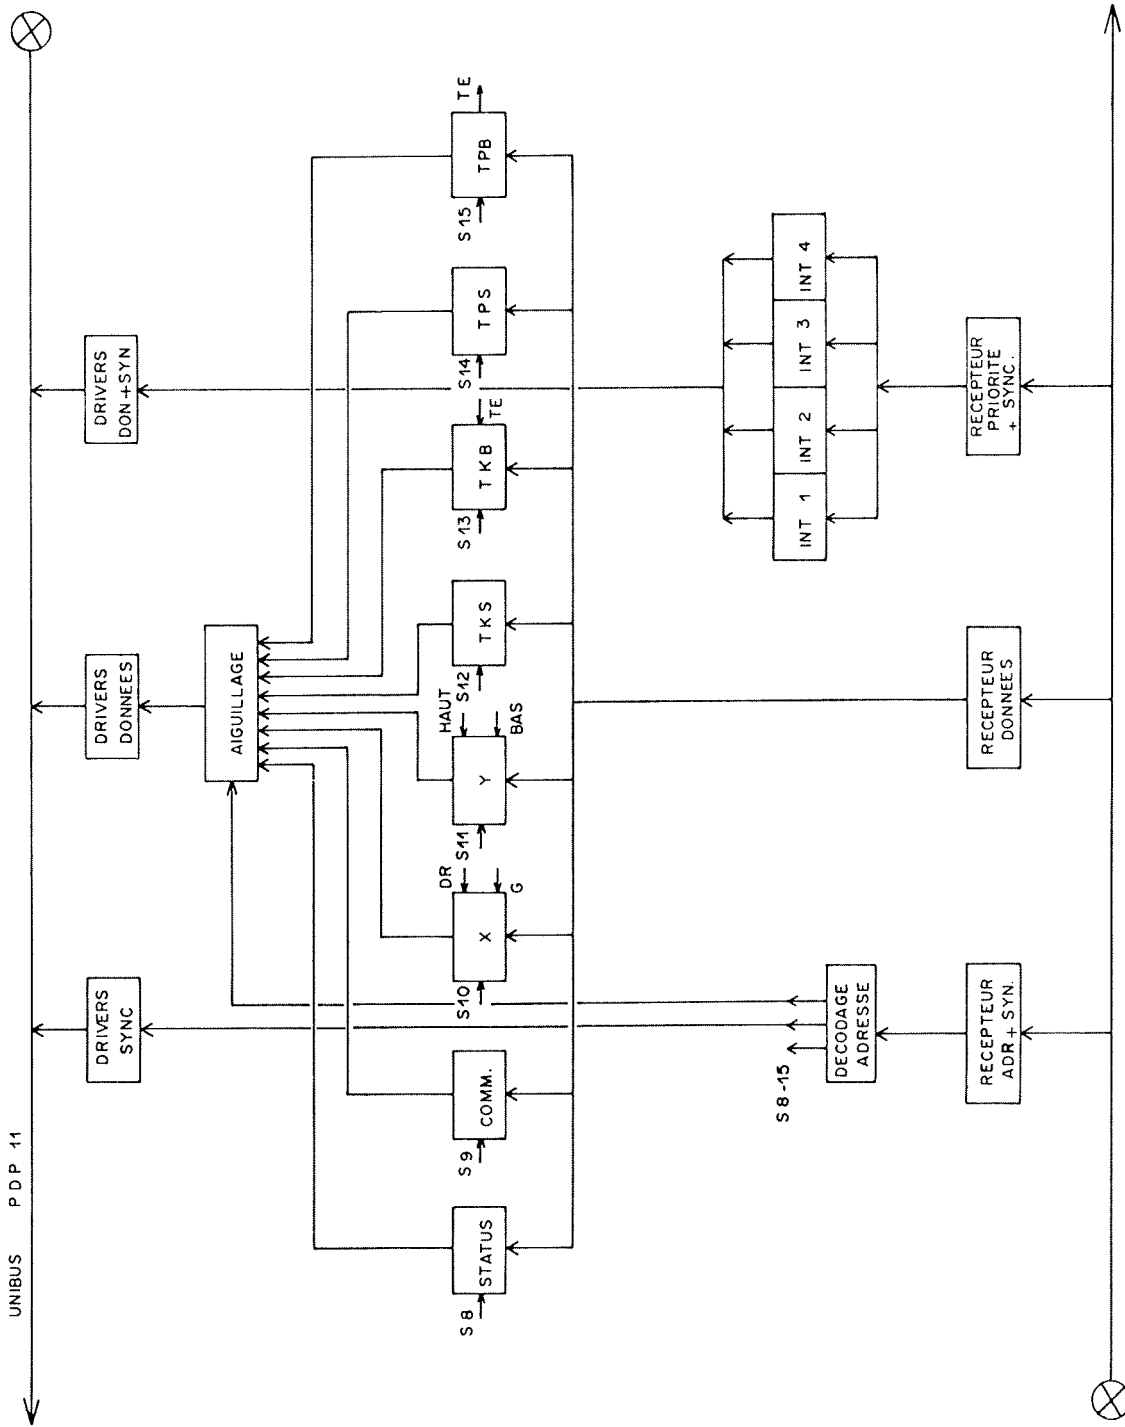 UNIBUS PDP 11
DRIVERS
SYNC
DRIVERS
DONNEES
DRIVERS
DON+SYN
AIGUILLAGE
S8
STATUS
S9
COMM.
S10
X
DR
G
S11
Y
HAUT
BAS
S12
TKS
S13
TKB
TE
S14
TPS
S15
TPB
TE
S8-15
DECODAGE
ADRESSE
INT 1
INT 2
INT 3
INT 4
RECEPTEUR
ADR+SYN.
RECEPTEUR
DONNEES
RECEPTEUR
PRIORITE
+ SYNC.